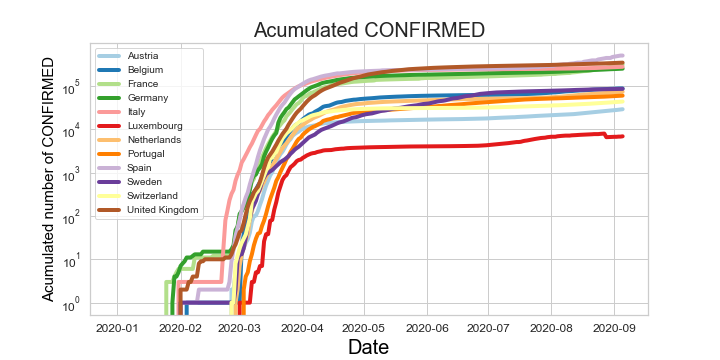 Acumulated CONFIRMED
Acumulated number of CONFIRMED
10^5
10^4
10^3
10^2
10^1
10^0
Austria
Belgium
France
Germany
Italy
Luxembourg
Netherlands
Portugal
Spain
Sweden
Switzerland
United Kingdom
2020-01 2020-02 2020-03 2020-04 2020-05 2020-06 2020-07 2020-08 2020-09
Date